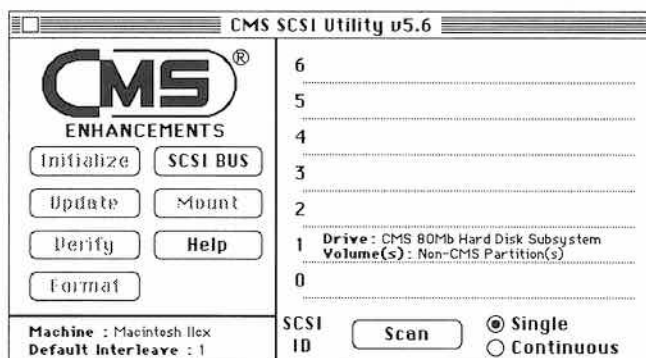 CMS SCSI Utility v5.6
CMS®
ENHANCEMENTS
Initialize
SCSI BUS
Update
Mount
Verify
Help
Format
Machine : Macintosh IIcx
Default Interleave : 1
6
5
4
3
2
1 Drive : CMS 80Mb Hard Disk Subsystem
Volume(s) : Non-CMS Partition(s)
0
SCSI ID
Scan
Single
Continuous